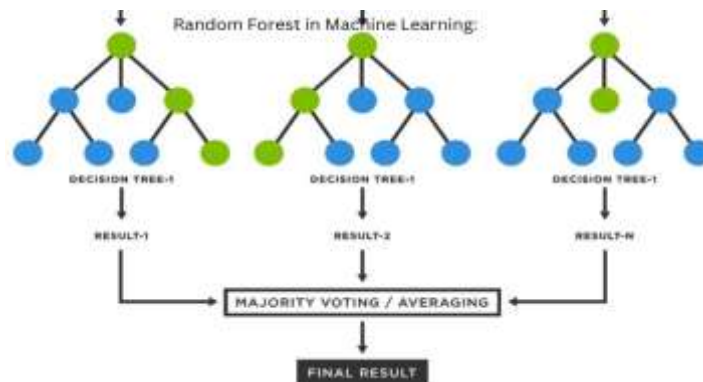 Random Forest in Machine Learning:
DECISION TREE-1 DECISION TREE-1 DECISION TREE-1
RESULT-1 RESULT-2 RESULT-N
MAJORITY VOTING / AVERAGING
FINAL RESULT